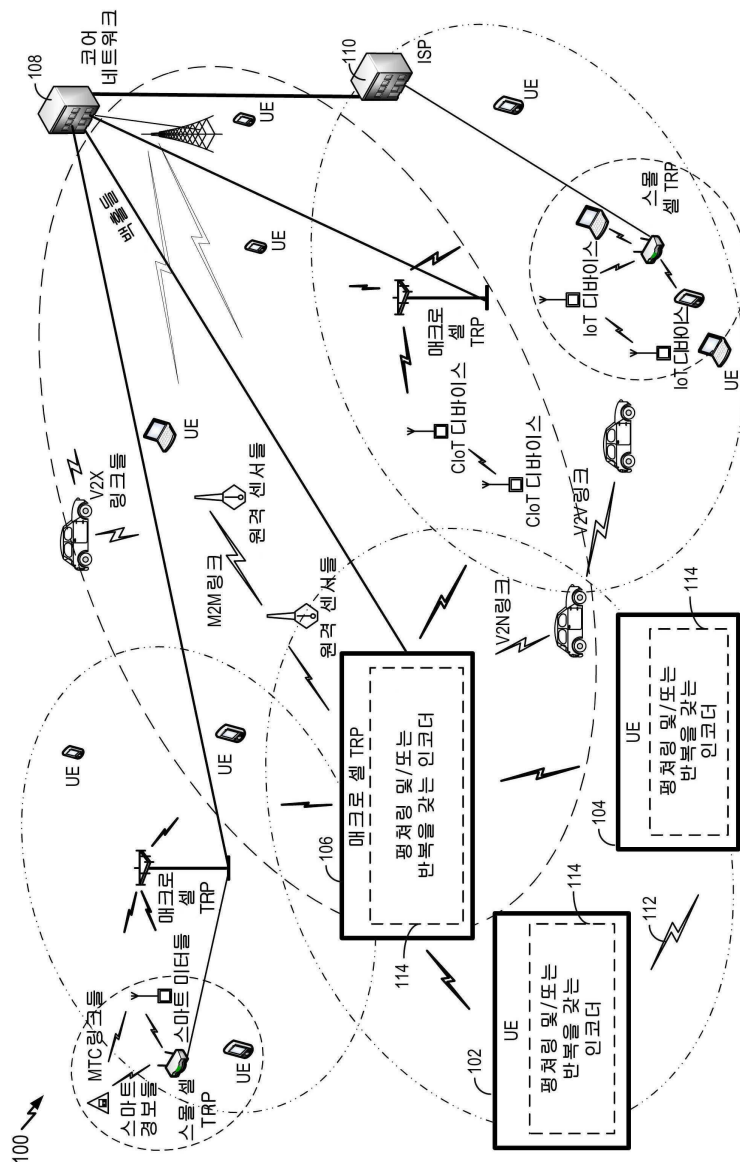 100
스마트
경보들
MTC 링크들
스마트 미터들
스몰 셀
TRP
UE
매크로
셀
TRP
UE
UE
V2X
링크들
UE
백홀들
108
코어
네트워크
UE
UE
110
ISP
UE
M2M 링크
원격 센서들
원격 센서들
매크로
셀
TRP
CIoT 디바이스
CIoT 디바이스
IoT 디바이스
IoT 디바이스
스몰
셀 TRP
UE
V2V 링크
V2N 링크
106
매크로 셀 TRP
펑쳐링 및/또는
반복을 갖는
인코더
114
102
UE
펑쳐링 및/또는
반복을 갖는
인코더
114
112
104
UE
펑쳐링 및/또는
반복을 갖는
인코더
114